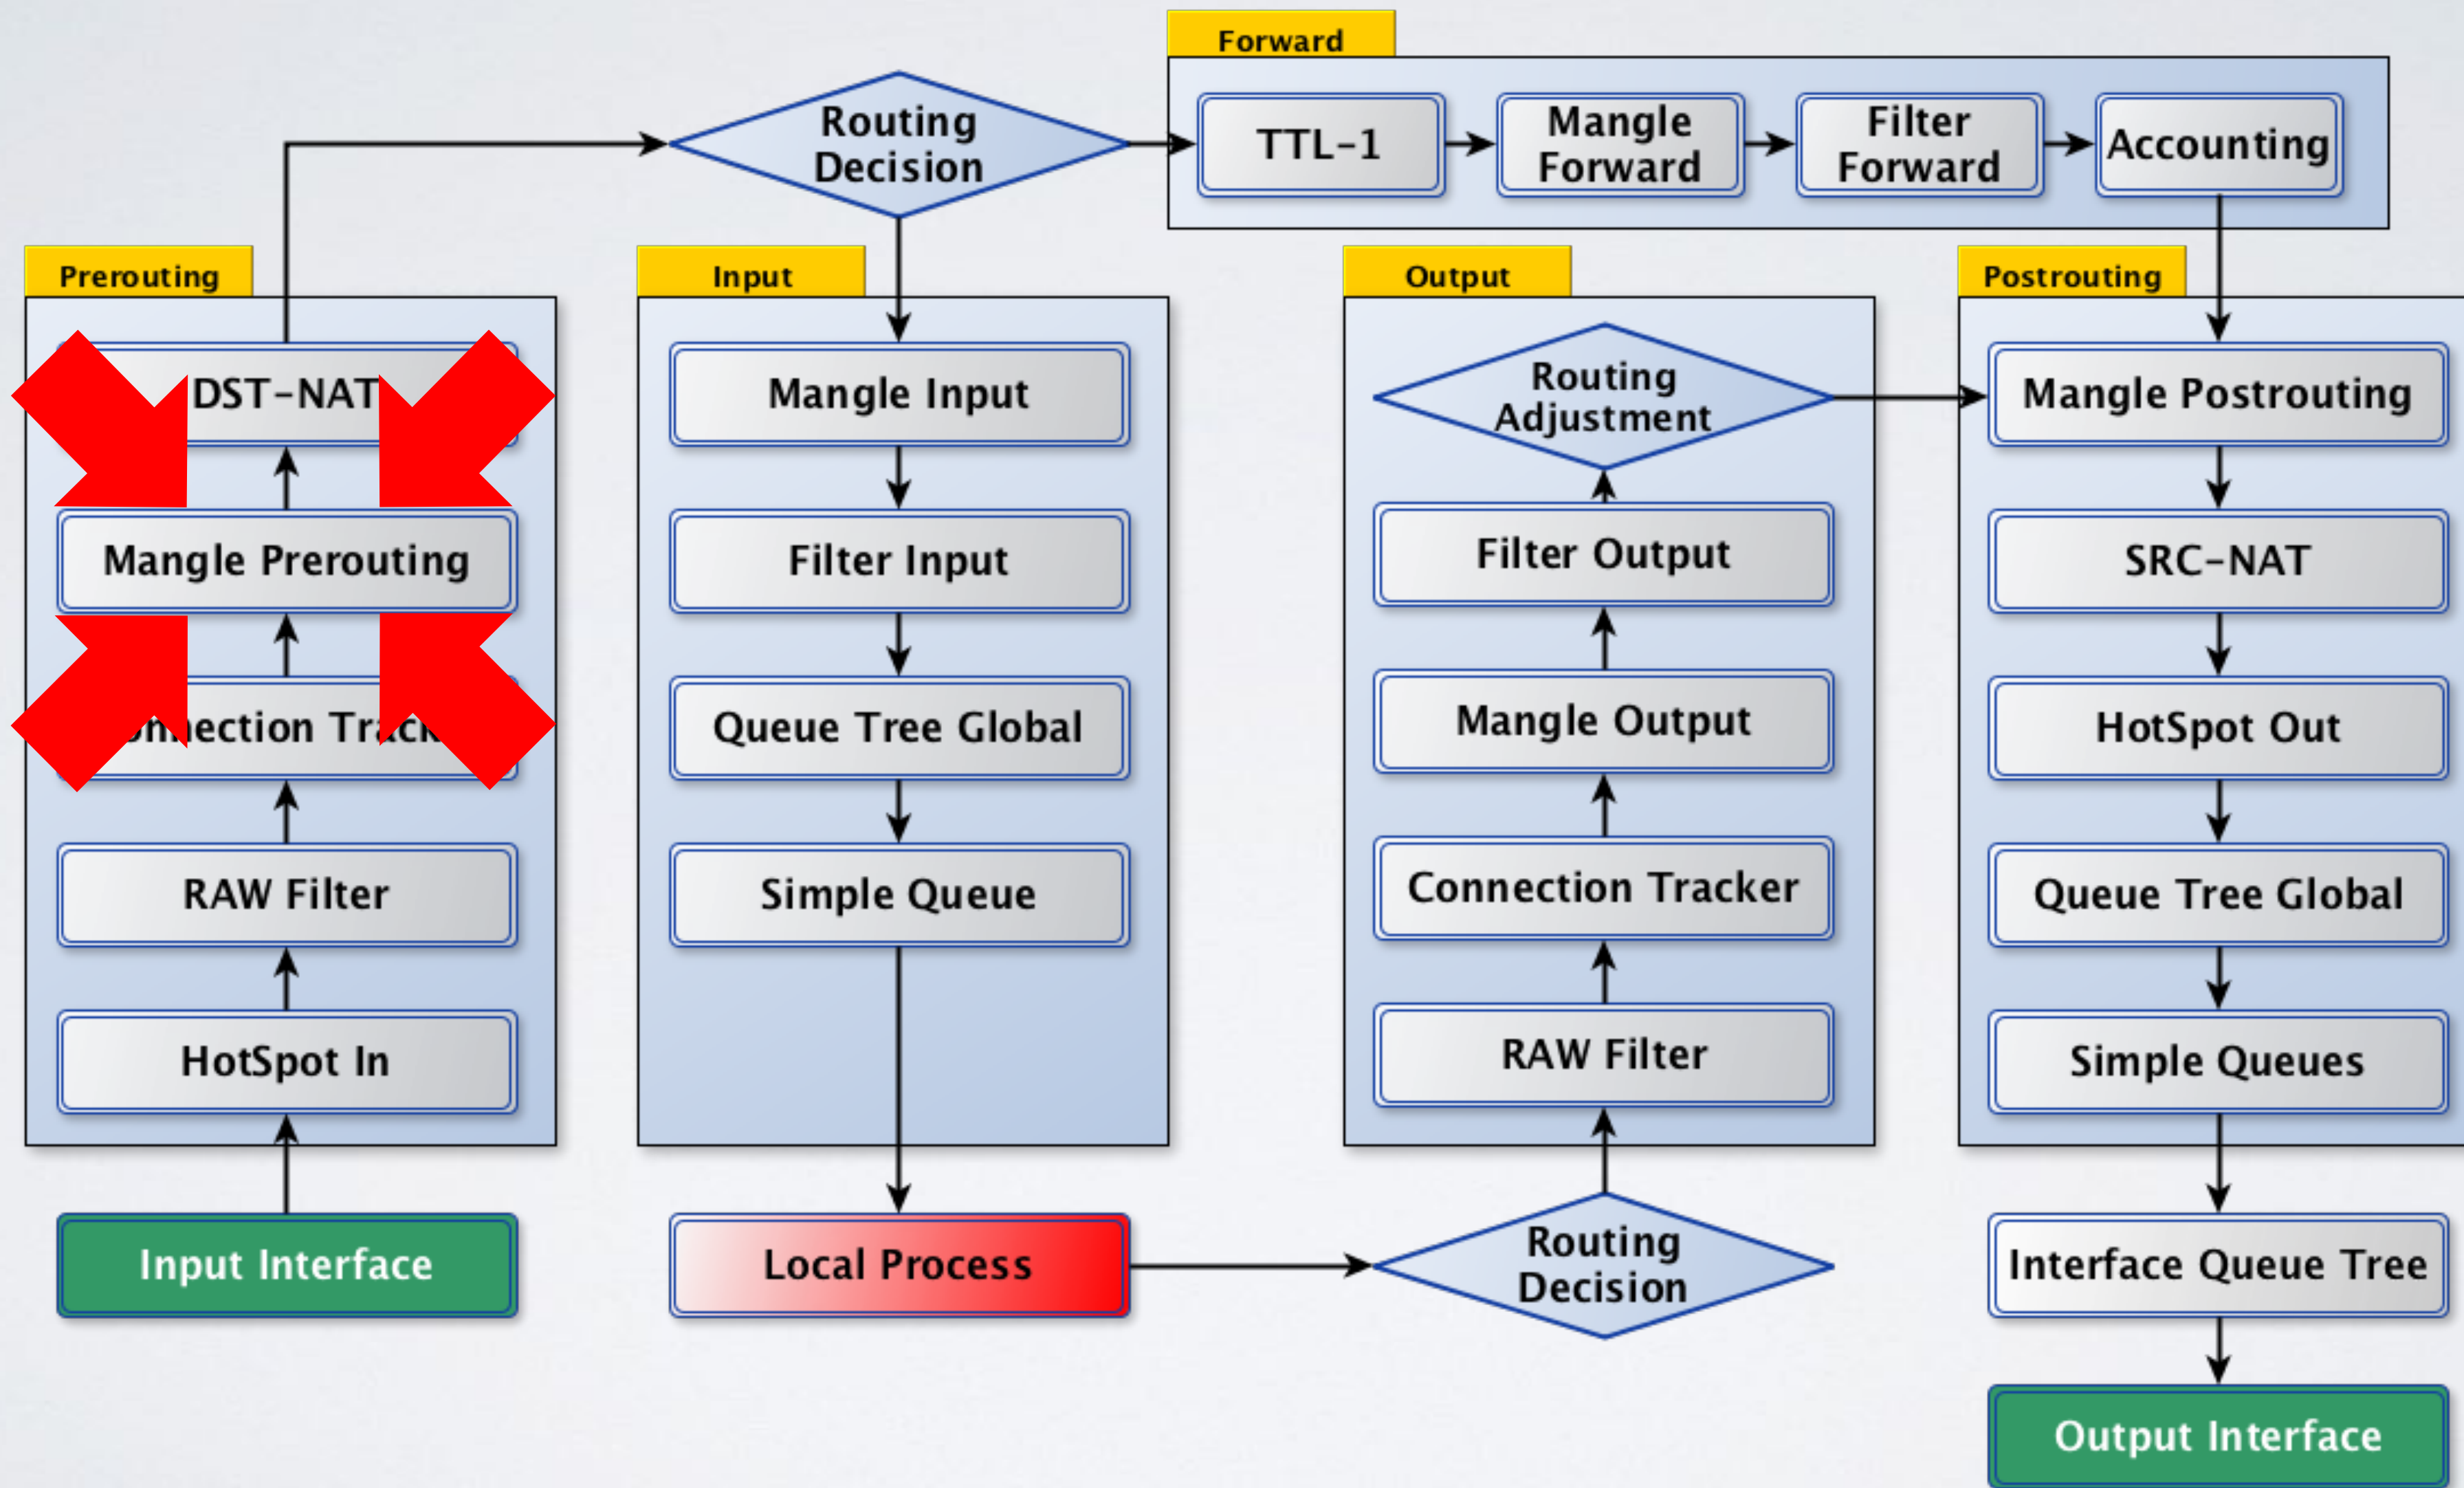 Forward
Routing
Decision
TTL-1
Mangle
Forward
Filter
Forward
Accounting
Prerouting
DST-NAT
Mangle Prerouting
RAW Filter
HotSpot In
Input Interface
Input
Mangle Input
Filter Input
Queue Tree Global
Simple Queue
Local Process
Output
Routing
Adjustment
Filter Output
Mangle Output
Connection Tracker
RAW Filter
Routing
Decision
Postrouting
Mangle Postrouting
SRC-NAT
HotSpot Out
Queue Tree Global
Simple Queues
Interface Queue Tree
Output Interface